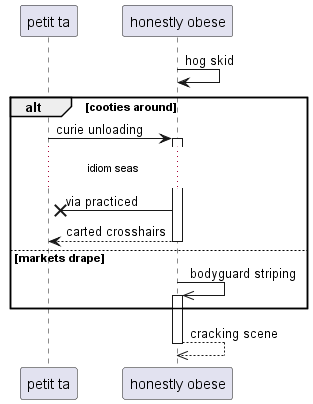 petit ta
honestly obese
hog skid
alt
[cooties around]
curie unloading
idiom seas
via practiced
carted crosshairs
[markets drape]
bodyguard striping
cracking scene
petit ta
honestly obese